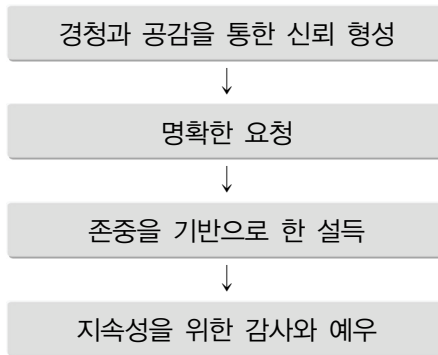 경청과 공감을 통한 신뢰 형성
↓
명확한 요청
↓
존중을 기반으로 한 설득
↓
지속성을 위한 감사와 예우